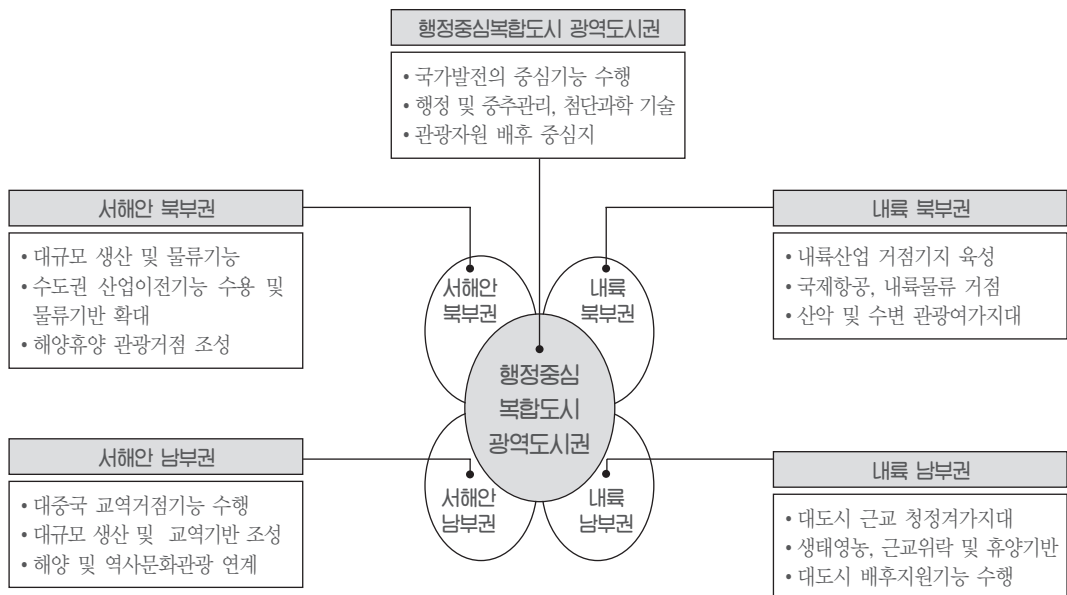 행정중심복합도시 광역도시권
• 국가발전의 중심기능 수행
• 행정 및 중추관리, 첨단과학 기술
• 관광자원 배후 중심지
서해안 북부권
• 대규모 생산 및 물류기능
• 수도권 산업이전기능 수용 및
물류기반 확대
• 해양휴양 관광거점 조성
내륙 북부권
• 내륙산업 거점기지 육성
• 국제항공, 내륙물류 거점
• 산악 및 수변 관광여가지대
서해안
북부권
내륙
북부권
행정중심
복합도시
광역도시권
서해안
남부권
내륙
남부권
서해안 남부권
• 대중국 교역거점기능 수행
• 대규모 생산 및 교역기반 조성
• 해양 및 역사문화관광 연계
내륙 남부권
• 대도시 근교 청정겨가지대
• 생태영농, 근교위락 및 휴양기반
• 대도시 배후지원기능 수행